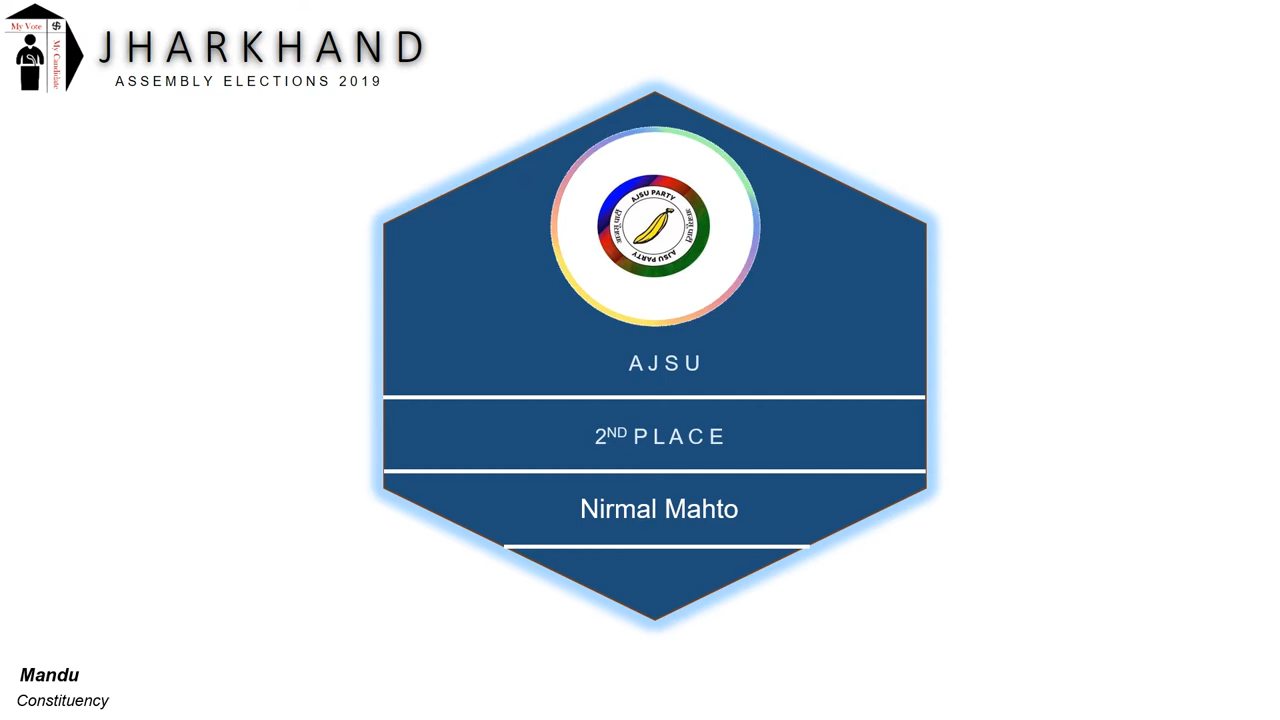 My Vote
My Candidate
JHARKHAND
ASSEMBLY ELECTIONS 2019
AJSU PARTY
AJSU PARTY
AJSU
2ND PLACE
Nirmal Mahto
Mandu
Constituency